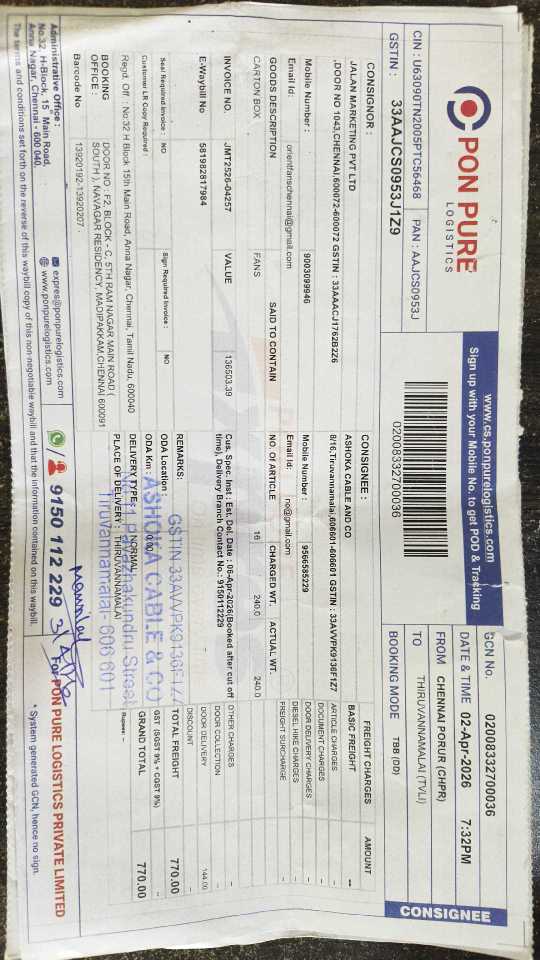 PON PURE
LOGISTICS
www.cs.ponpurelogistics.com
Sign up with your Mobile No. to get POD & Tracking
CIN : U63090TN2005PTC56468
PAN : AAJCS0953J
GSTIN : 33AAJCS0953J1Z9
02008332700036
GCN No. 02008332700036
DATE & TIME 02-Apr-2026 7:32PM
FROM CHENNAI PORUR (CHPR)
TO THIRUVANNAMALAI (TVLI)
BOOKING MODE TBB (DD)
CONSIGNEE
CONSIGNOR :
JALAN MARKETING PVT LTD
,DOOR NO 1043,CHENNAI,600072-600072 GSTIN : 33AAACJ1762B2Z6
Mobile Number : 9003099946
Email Id: orientfanschennai@gmail.com
CONSIGNEE :
ASHOKA CABLE AND CO
8/16,Tiruvannamalai,606601-606601 GSTIN : 33AVVPK9136F1Z7
Mobile Number : 9566585229
Email Id: no@gmail.com
GOODS DESCRIPTION SAID TO CONTAIN NO. OF ARTICLE CHARGED WT. ACTUAL WT.
CARTON BOX FANS 16 240.0 240.0
INVOICE NO. JMT2526-04257 VALUE 136503.39
E-Waybill No 581982817984
Cus. Spec. Inst : Est. Del. Date : 06-Apr-2026(Booked after cut off time), Delivery Branch Contact No.: 9150112229
Seal Required Invoice : NO Sign Required Invoice : NO
Customer LR Copy Required :
REMARKS:
ODA Location :
ODA Km : 0.00
DELIVERY TYPE : NORMAL
PLACE OF DELIVERY : THIRUVANNAMALAI
Regd. Off : No:32 H Block 15th Main Road, Anna Nagar, Chennai, Tamil Nadu, 600040
BOOKING OFFICE : DOOR NO : F2, BLOCK - C, 5TH RAM NAGAR MAIN ROAD ( SOUTH ), NAVAGAR RESIDENCY, MADIPAKKAM,CHENNAI 600091
Barcode No 13920192-13920207
FREIGHT CHARGES AMOUNT
BASIC FREIGHT --
ARTICLE CHARGES -
DOCUMENT CHARGES -
DOOR DELIVERY CHARGES -
DIESEL HIKE CHARGES -
FREIGHT SURCHARGE -
OTHER CHARGES -
DOOR COLLECTION -
DOOR DELIVERY 144.00
DISCOUNT -
TOTAL FREIGHT 770.00
GST (SGST 9% + CGST 9%) -
GRAND TOTAL 770.00
Rupees: -
GSTIN:33AVVPK9136F1Z7
ASHOKA CABLE & CO
Street
Tiruvannamalai- 606 601
Administrative Office :
No.32, H-Block, 15th Main Road,
Anna Nagar, Chennai - 600 040.
expres@ponpurelogistics.com
www.ponpurelogistics.com
9150 112 229
For PON PURE LOGISTICS PRIVATE LIMITED
The terms and conditions set forth on the reverse of this waybill copy of this non-negotiable waybill and that the information contained on this waybill.
* System generated GCN, hence no sign.